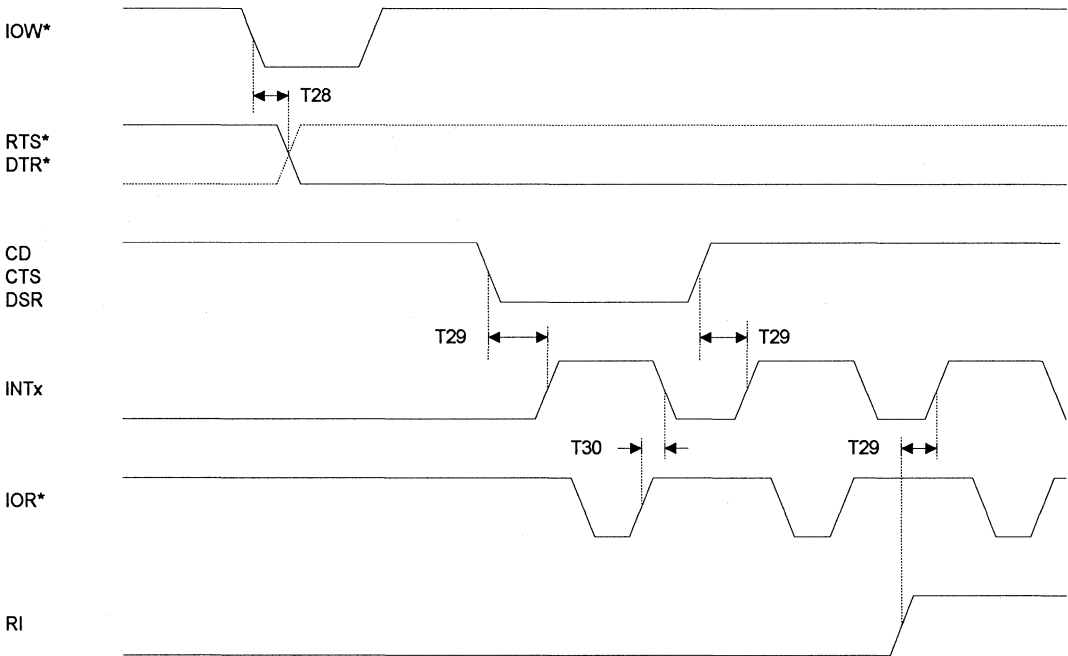 IOW*
T28
RTS*
DTR*
CD
CTS
DSR
T29
T29
INTx
T30
T29
IOR*
RI